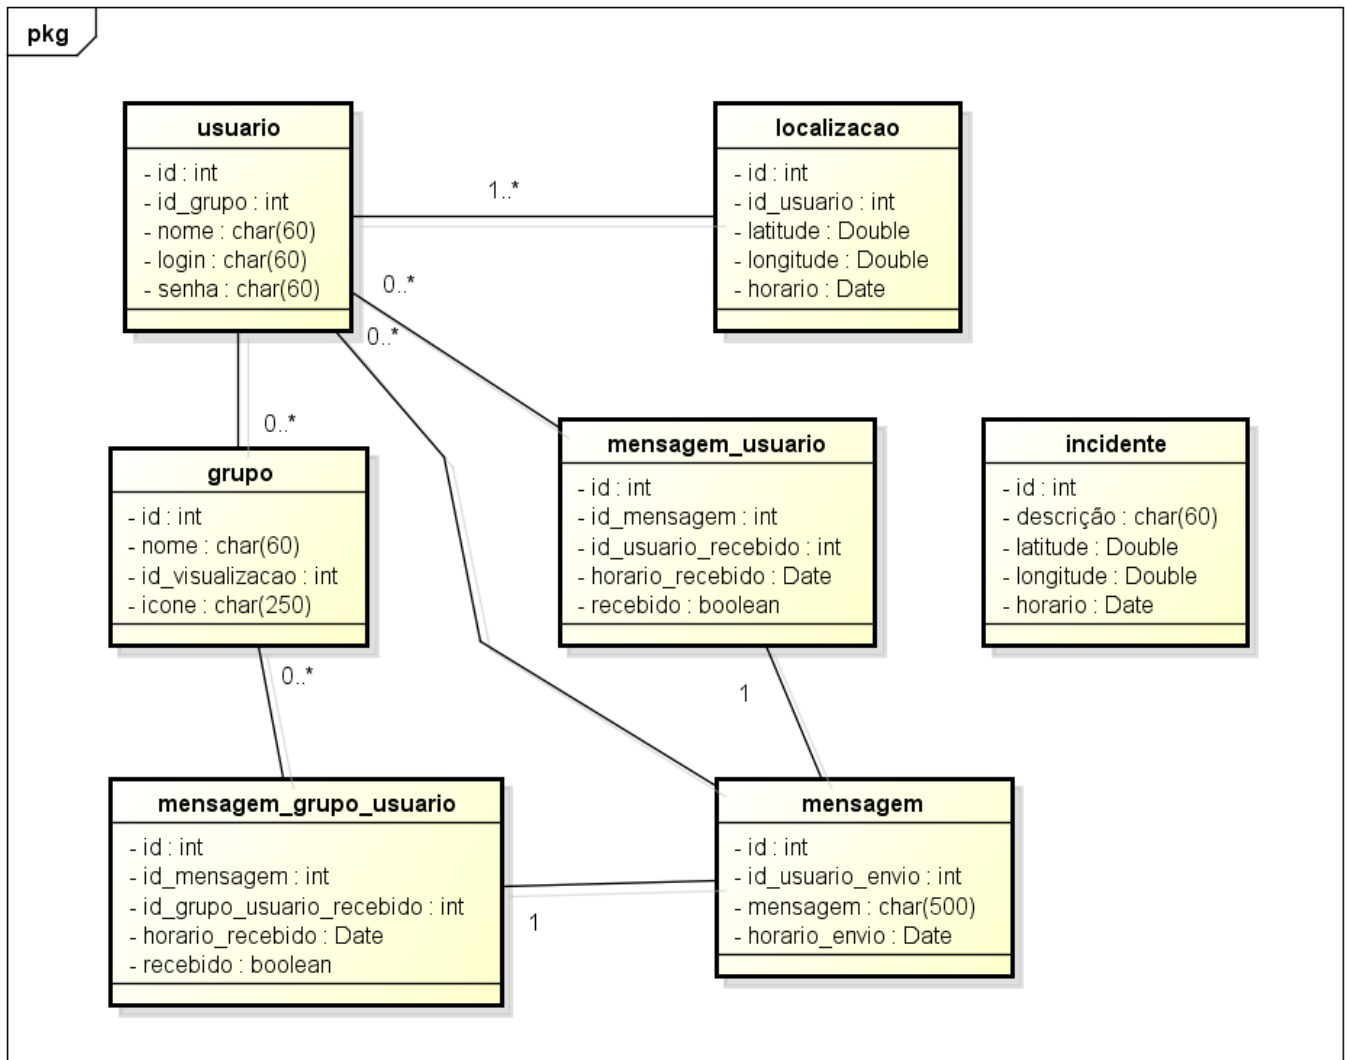 pkg
usuario
- id : int
- id_grupo : int
- nome : char(60)
- login : char(60)
- senha : char(60)
1..*
localizacao
- id : int
- id_usuario : int
- latitude : Double
- longitude : Double
- horario : Date
0..*
0..*
0..*
grupo
- id : int
- nome : char(60)
- id_visualizacao : int
- icone : char(250)
mensagem_usuario
- id : int
- id_mensagem : int
- id_usuario_recebido : int
- horario_recebido : Date
- recebido : boolean
incidente
- id : int
- descrição : char(60)
- latitude : Double
- longitude : Double
- horario : Date
0..*
1
mensagem_grupo_usuario
- id : int
- id_mensagem : int
- id_grupo_usuario_recebido : int
- horario_recebido : Date
- recebido : boolean
1
mensagem
- id : int
- id_usuario_envio : int
- mensagem : char(500)
- horario_envio : Date